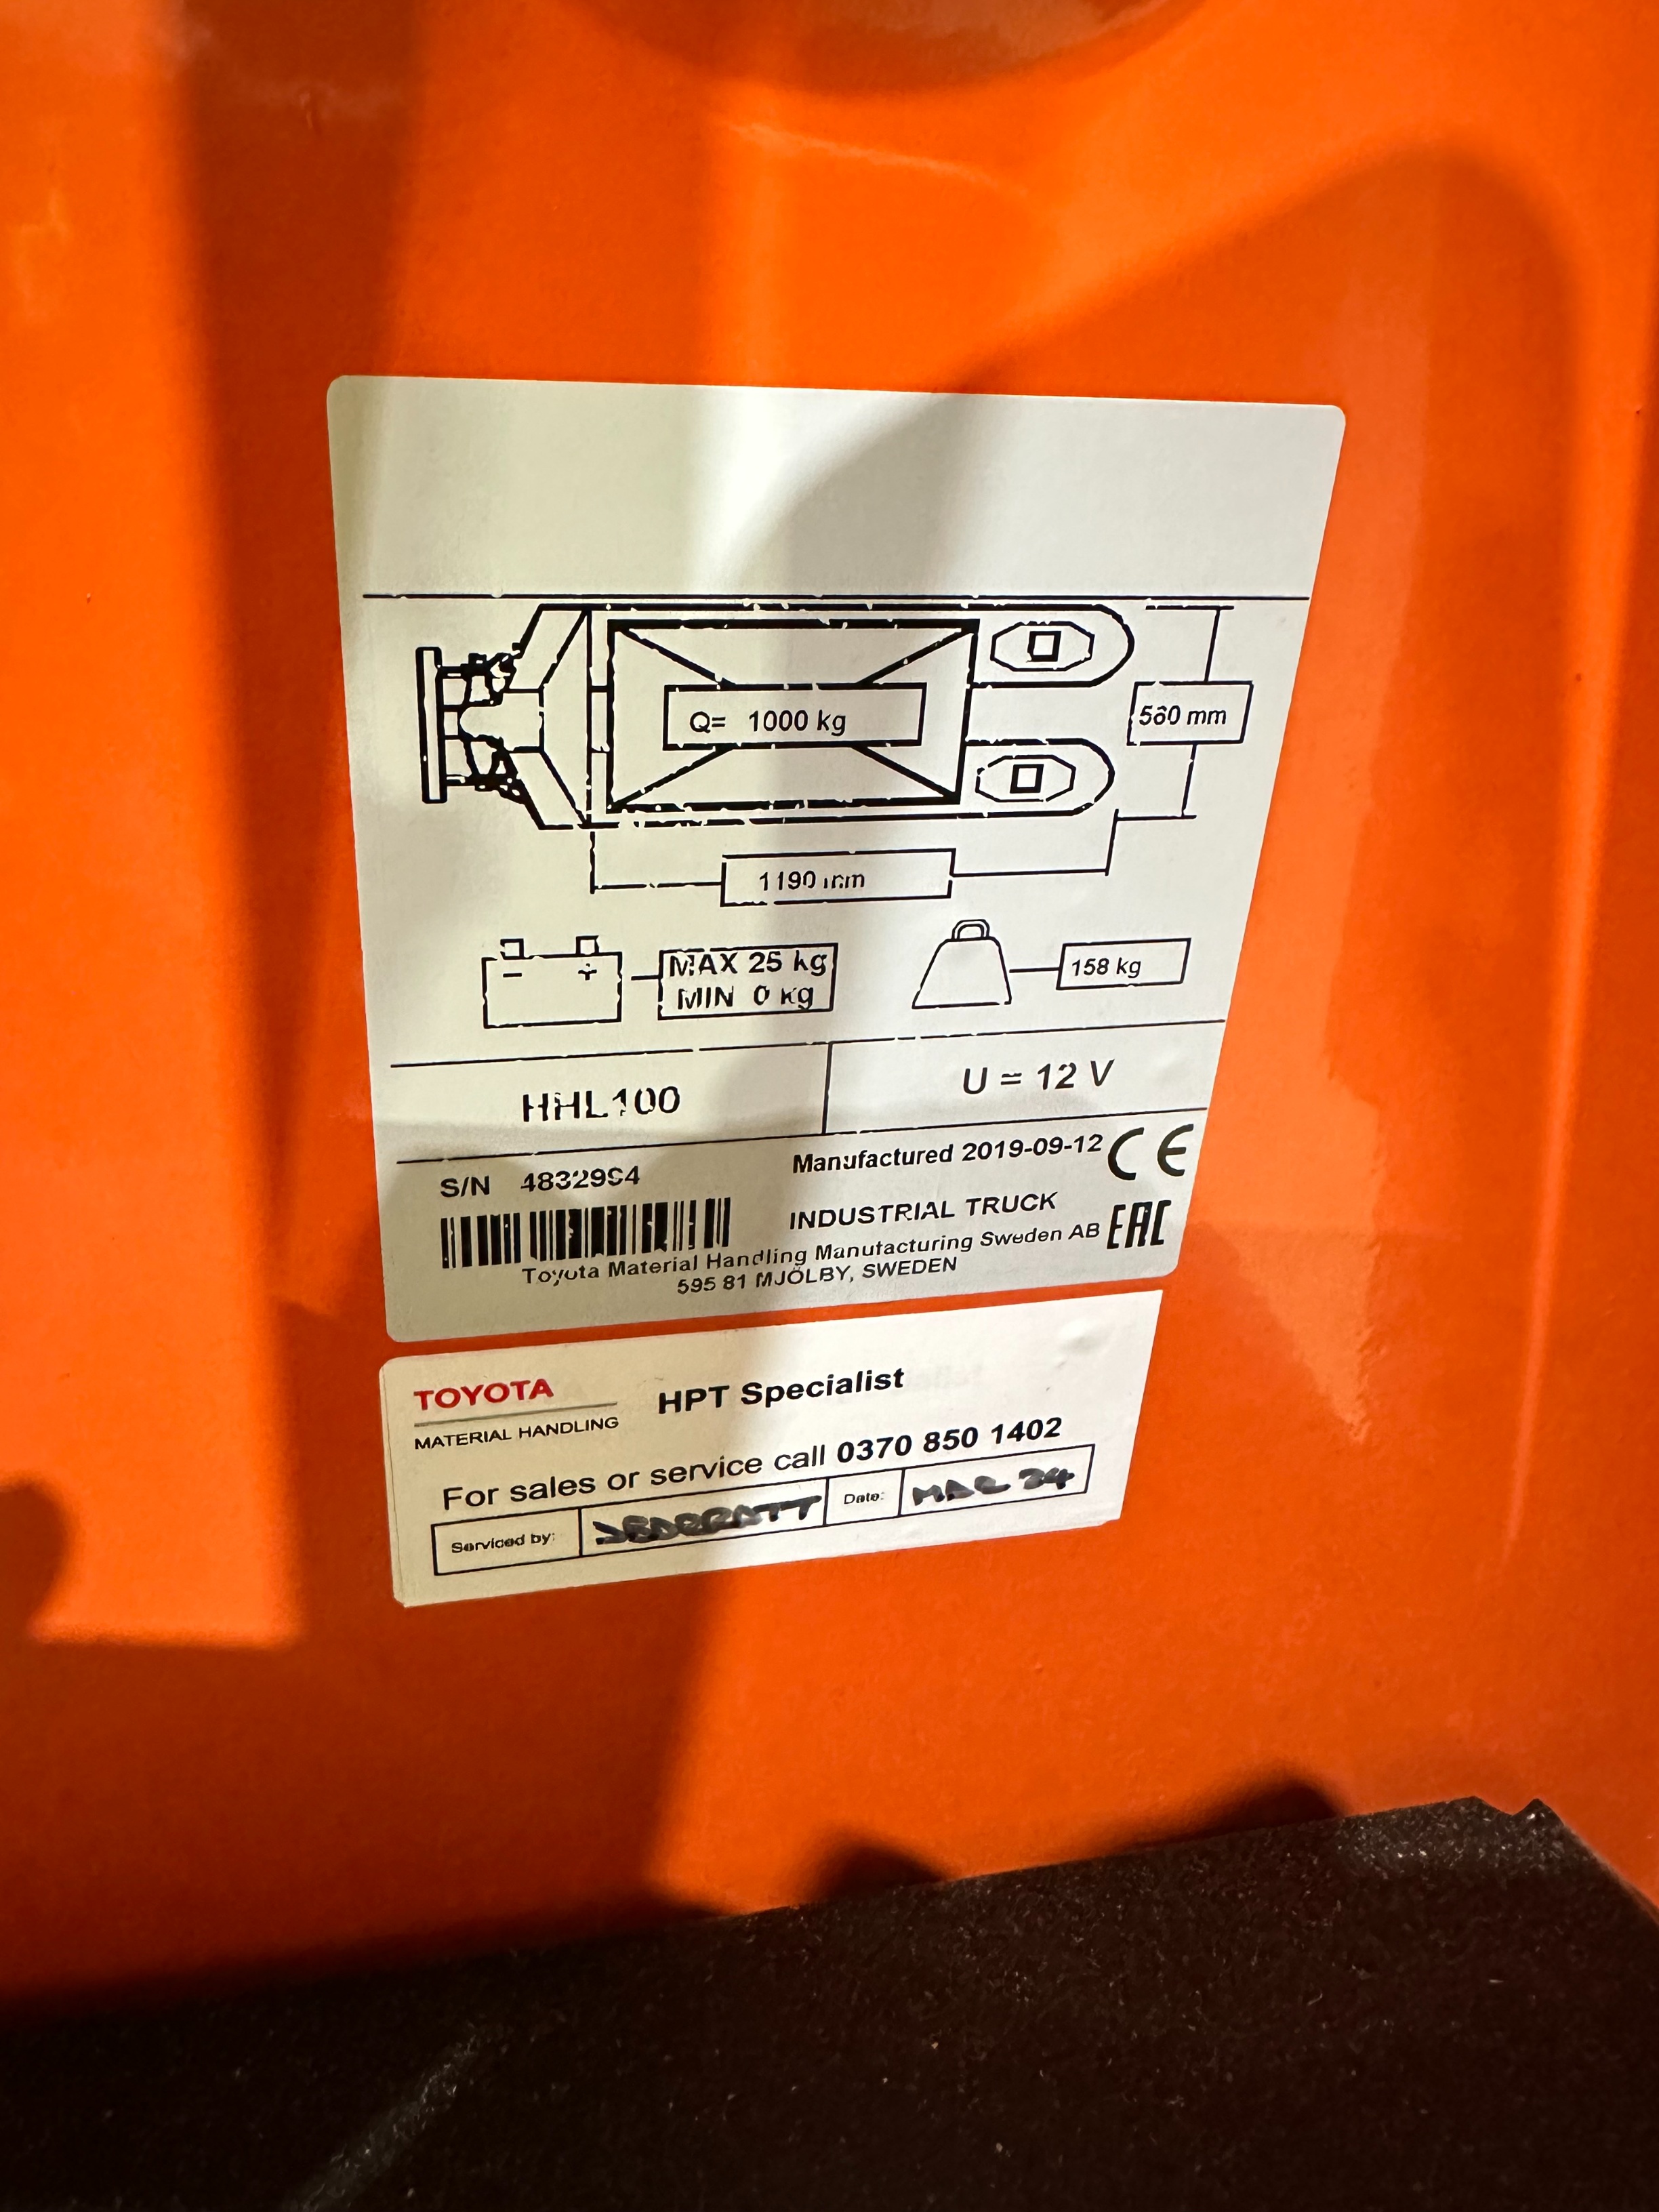 Q= 1000 kg
560 mm
1190 mm
- +
MAX 25 kg
MIN 0 kg
158 kg
HHL100
U = 12 V
S/N
Manufactured 2019-09-12 CE
INDUSTRIAL TRUCK EAC
Toyota Material Handling Manufacturing Sweden AB
595 81 MJÖLBY, SWEDEN
TOYOTA
MATERIAL HANDLING
HPT Specialist
For sales or service call 0370 850 1402
Serviced by:
Date: MAR 24